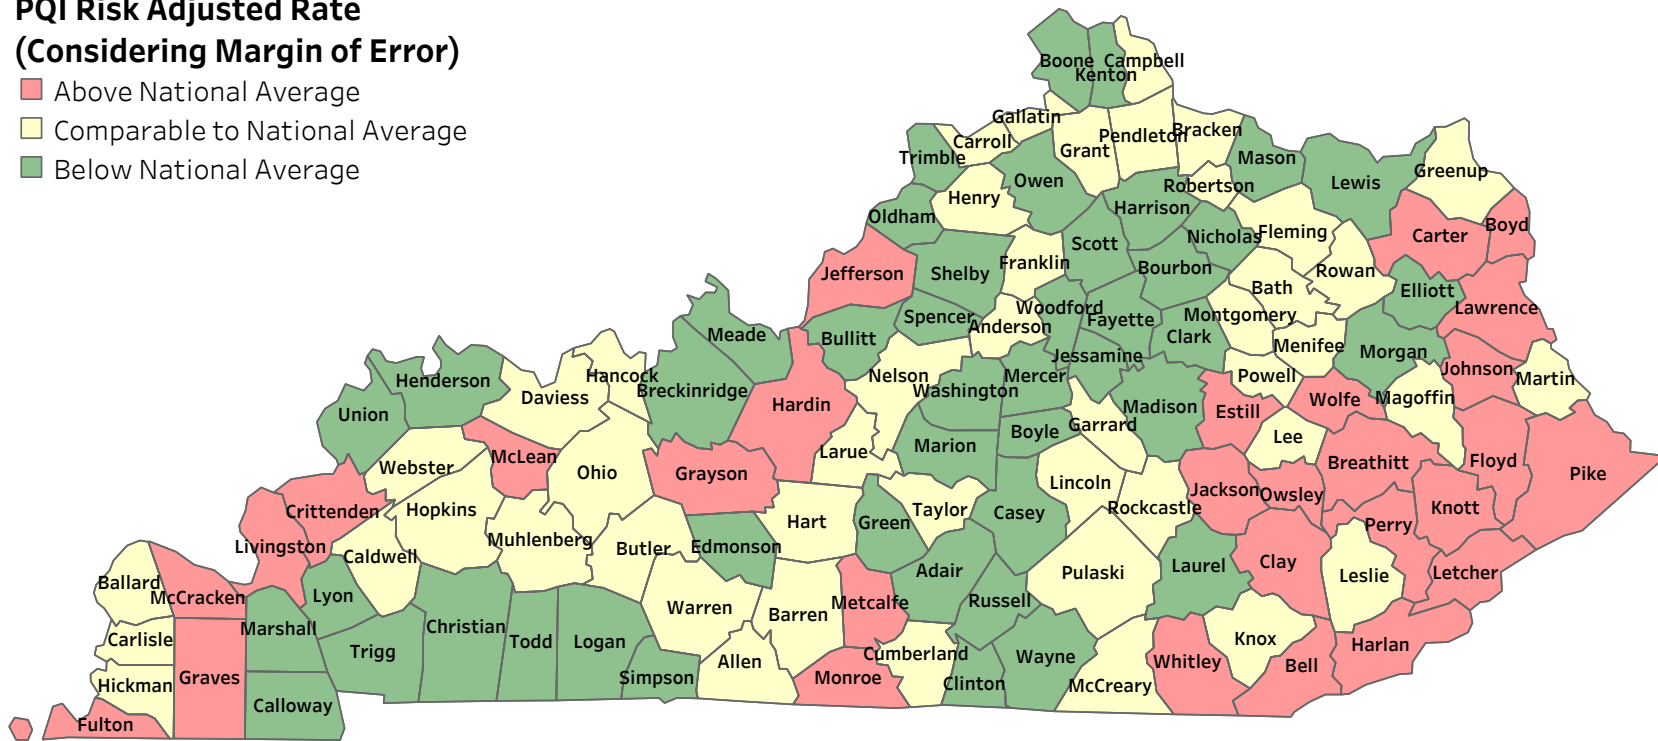 PQI Risk Adjusted Rate
(Considering Margin of Error)
Above National Average
Comparable to National Average
Below National Average
Boone
Kenton
Campbell
Gallatin
Carroll
Grant
Pendleton
Bracken
Trimble
Owen
Mason
Robertson
Lewis
Greenup
Henry
Oldham
Harrison
Nicholas
Fleming
Carter
Boyd
Jefferson
Shelby
Franklin
Scott
Bourbon
Rowan
Bath
Elliott
Lawrence
Spencer
Anderson
Woodford
Fayette
Montgomery
Clark
Menifee
Morgan
Meade
Bullitt
Jessamine
Johnson
Martin
Henderson
Hancock
Daviess
Breckinridge
Nelson
Washington
Mercer
Powell
Magoffin
Union
Hardin
Madison
Estill
Wolfe
Garrard
Boyle
Lee
McLean
Webster
Ohio
Grayson
Larue
Marion
Lincoln
Breathitt
Floyd
Pike
Jackson
Owsley
Knott
Crittenden
Hopkins
Hart
Green
Taylor
Casey
Rockcastle
Perry
Livingston
Caldwell
Muhlenberg
Butler
Edmonson
Adair
Pulaski
Laurel
Clay
Leslie
Letcher
Ballard
McCracken
Lyon
Warren
Barren
Metcalfe
Russell
Carlisle
Marshall
Christian
Todd
Logan
Trigg
Cumberland
Wayne
Knox
Harlan
Hickman
Graves
Simpson
Allen
Monroe
Clinton
McCreary
Whitley
Bell
Calloway
Fulton